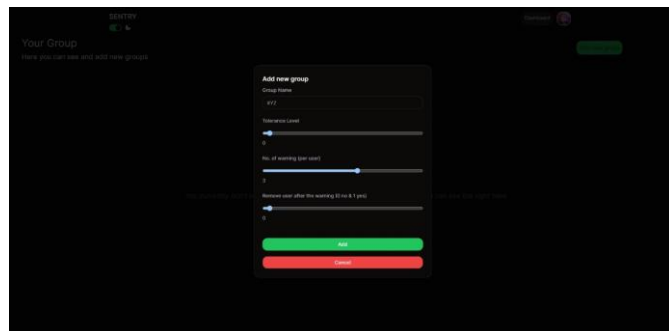 SENTRY
Dashboard
Your Group
Here you can see and add new groups
Add new group
Group Name
XYZ
Tolerance Level
0
No. of warning (per user)
3
Remove user after the warning (0 no & 1 yes)
0
Add
Cancel